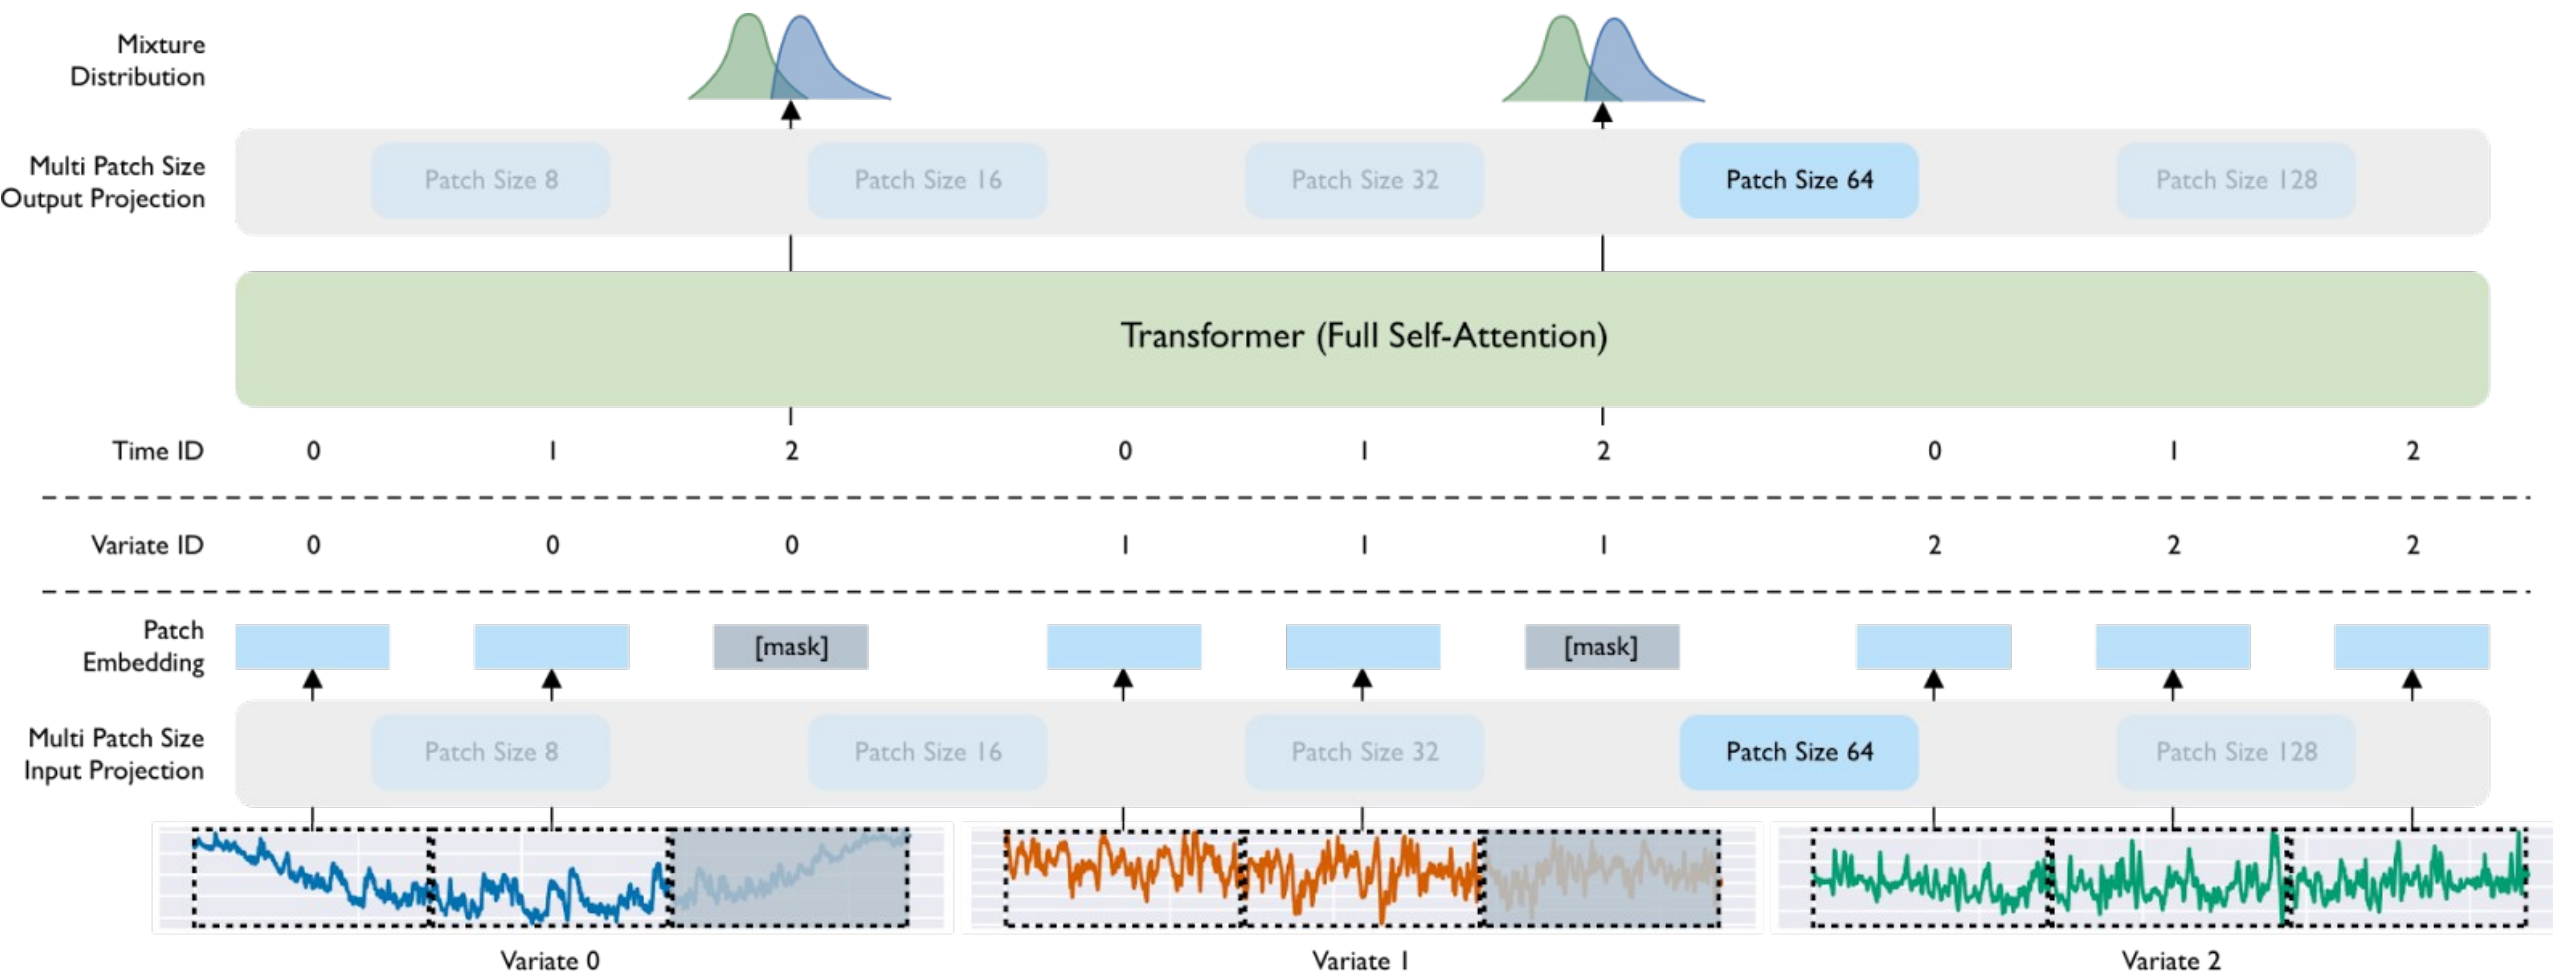 Mixture
Distribution
Multi Patch Size
Output Projection
Patch Size 8
Patch Size 16
Patch Size 32
Patch Size 64
Patch Size 128
Transformer (Full Self-Attention)
Time ID 0 1 2 0 1 2 0 1 2
Variate ID 0 0 0 1 1 1 2 2 2
Patch
Embedding
[mask]
[mask]
Multi Patch Size
Input Projection
Patch Size 8
Patch Size 16
Patch Size 32
Patch Size 64
Patch Size 128
Variate 0
Variate 1
Variate 2